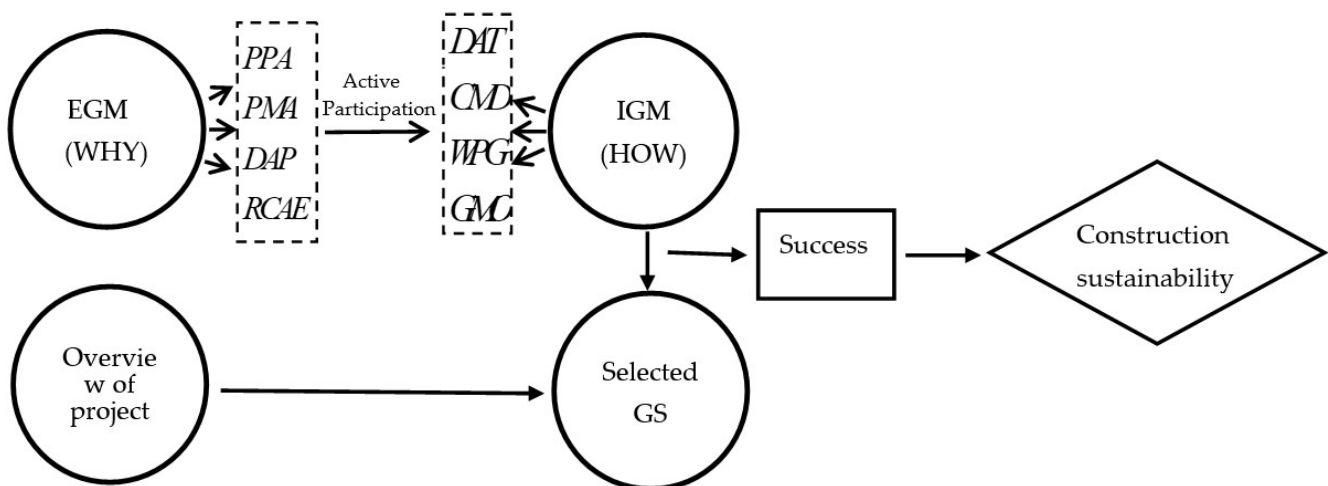 EGM
(WHY)
PPA
PMA
DAP
RCAE
Active
Participation
DAT
CMD
WPG
GMO
IGM
(HOW)
Success
Construction
sustainability
Overvie
w of
project
Selected
GS